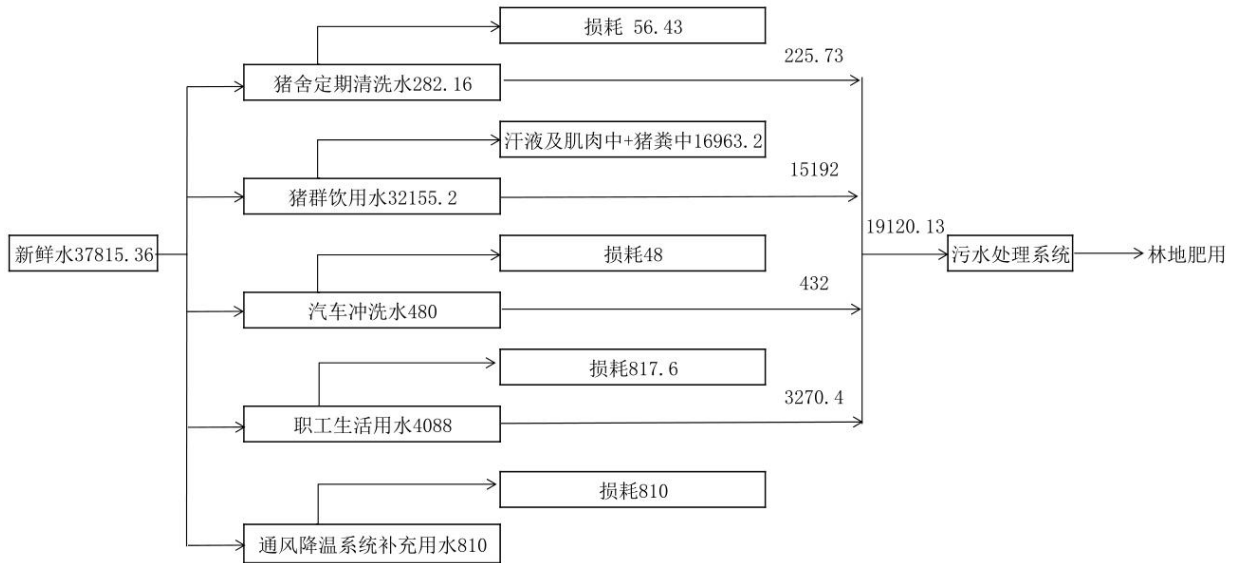 损耗 56.43
225.73
猪舍定期清洗水282.16
汗液及肌肉中+猪粪中16963.2
15192
猪群饮用水32155.2
19120.13
新鲜水37815.36
损耗48
污水处理系统
林地肥用
432
汽车冲洗水480
损耗817.6
3270.4
职工生活用水4088
损耗810
通风降温系统补充用水810